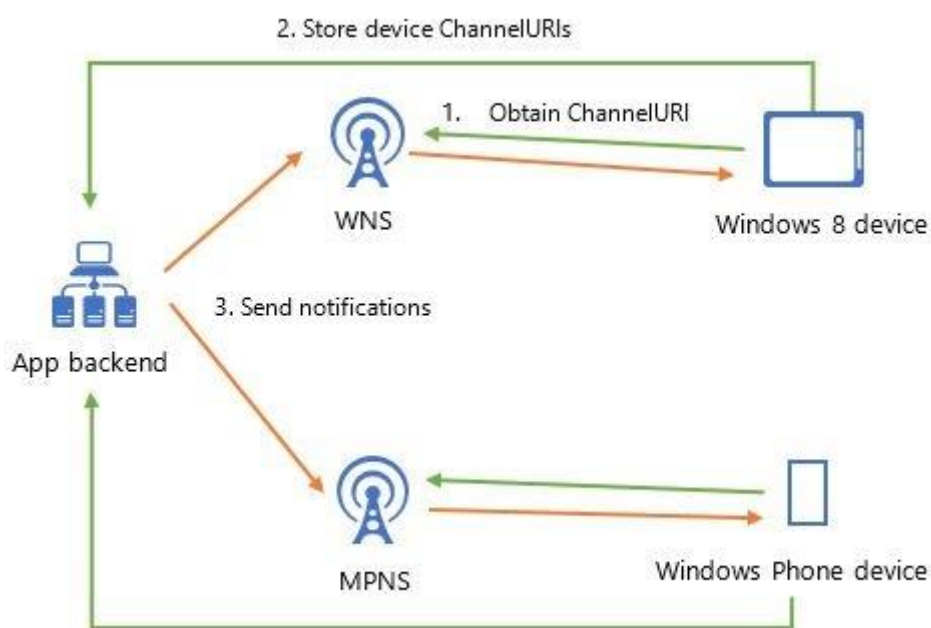 2. Store device ChannelURIs
1. Obtain ChannelURI
WNS
Windows 8 device
3. Send notifications
App backend
MPNS
Windows Phone device